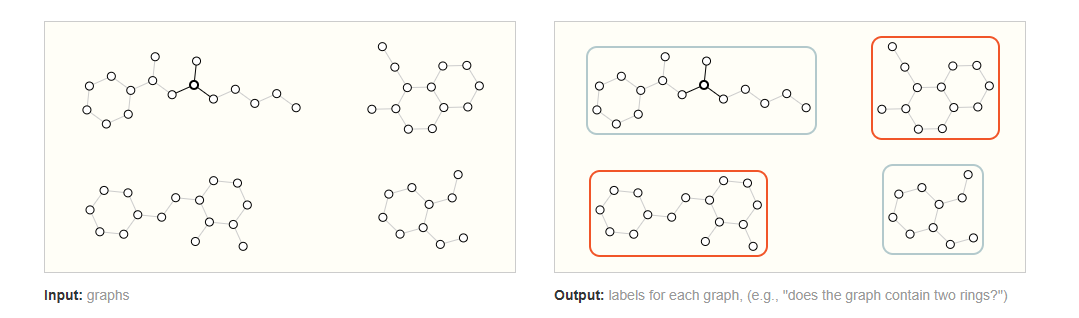 Input: graphs
Output: labels for each graph, (e.g., "does the graph contain two rings?")